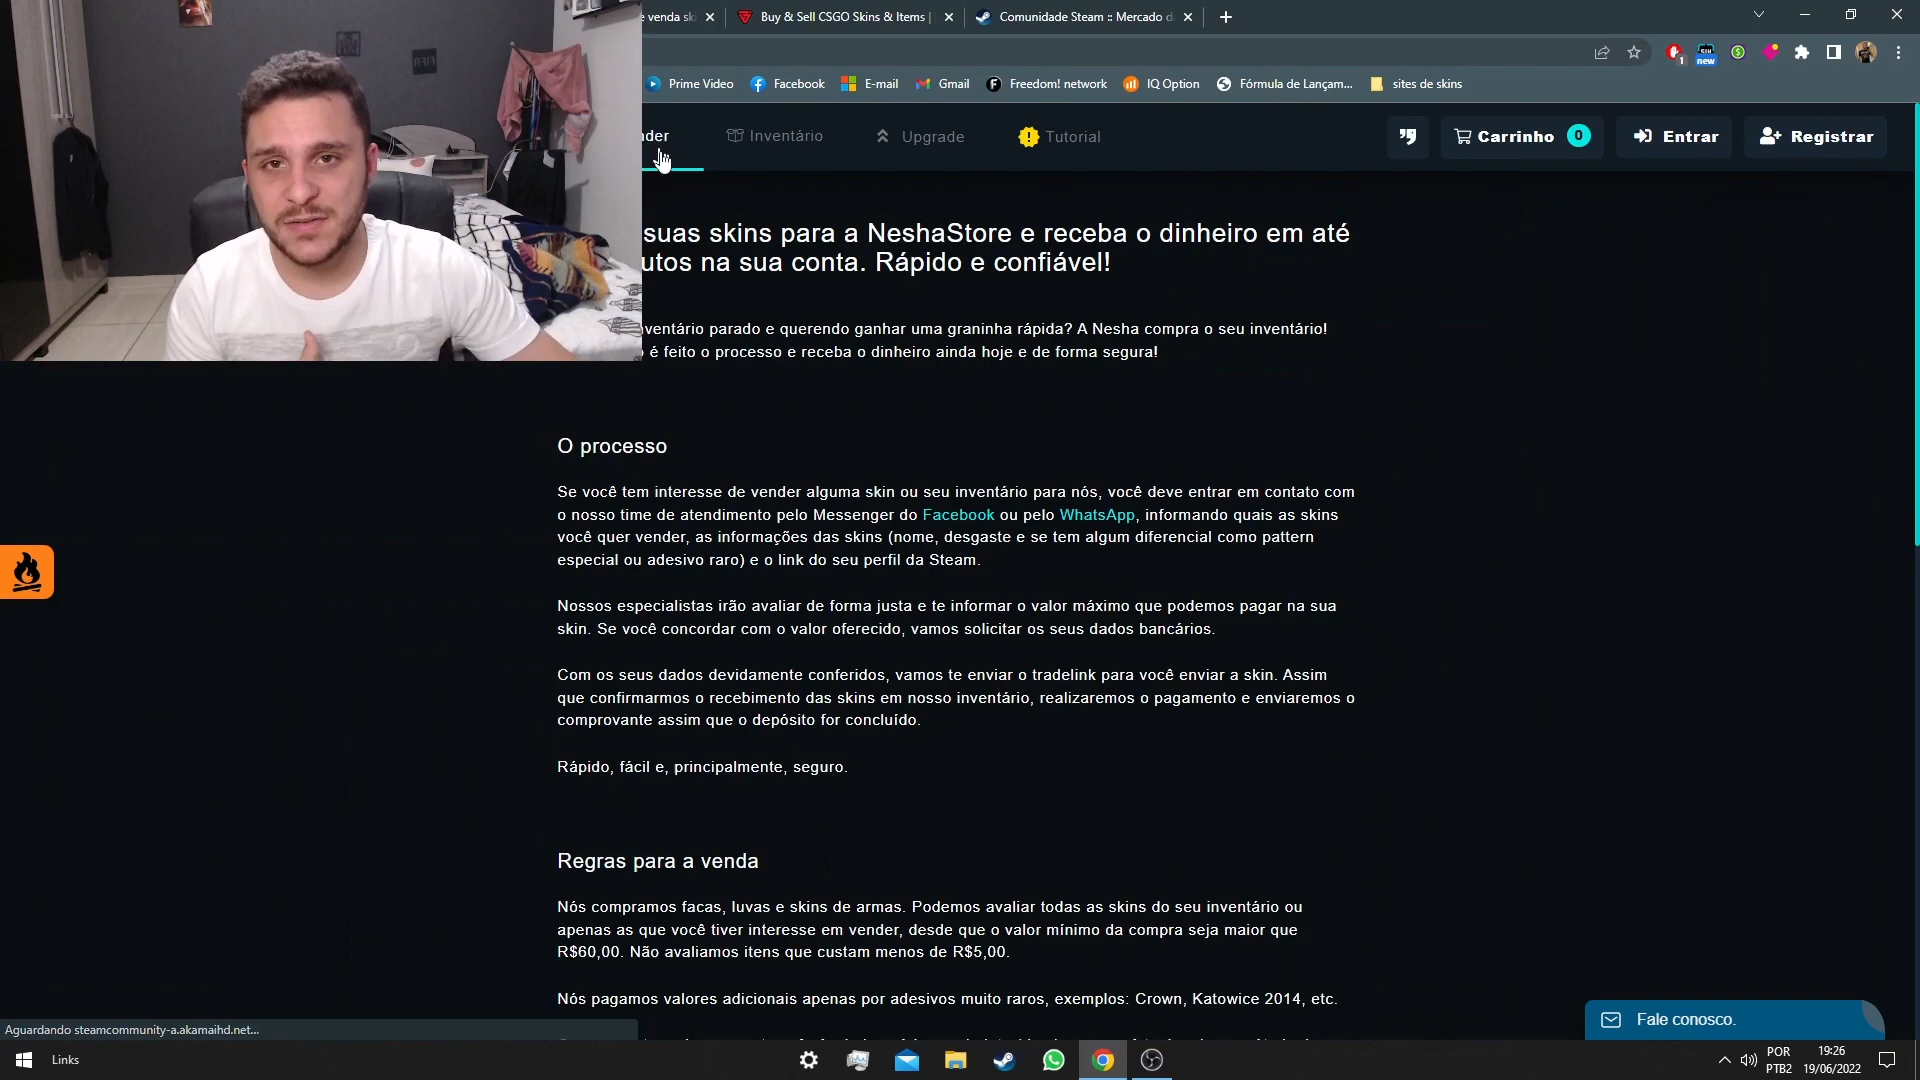 e venda sk
Buy & Sell CSGO Skins & Items |
Comunidade Steam :: Mercado d
1
new
Prime Video
Facebook
E-mail
Gmail
Freedom! network
IQ Option
Fórmula de Lançam...
sites de skins
nder
Inventário
Upgrade
Tutorial
Carrinho 0
Entrar
Registrar
suas skins para a NeshaStore e receba o dinheiro em até
utos na sua conta. Rápido e confiável!
ventário parado e querendo ganhar uma graninha rápida? A Nesha compra o seu inventário!
é feito o processo e receba o dinheiro ainda hoje e de forma segura!
O processo
Se você tem interesse de vender alguma skin ou seu inventário para nós, você deve entrar em contato com
o nosso time de atendimento pelo Messenger do Facebook ou pelo WhatsApp, informando quais as skins
você quer vender, as informações das skins (nome, desgaste e se tem algum diferencial como pattern
especial ou adesivo raro) e o link do seu perfil da Steam.
Nossos especialistas irão avaliar de forma justa e te informar o valor máximo que podemos pagar na sua
skin. Se você concordar com o valor oferecido, vamos solicitar os seus dados bancários.
Com os seus dados devidamente conferidos, vamos te enviar o tradelink para você enviar a skin. Assim
que confirmarmos o recebimento das skins em nosso inventário, realizaremos o pagamento e enviaremos o
comprovante assim que o depósito for concluído.
Rápido, fácil e, principalmente, seguro.
Regras para a venda
Nós compramos facas, luvas e skins de armas. Podemos avaliar todas as skins do seu inventário ou
apenas as que você tiver interesse em vender, desde que o valor mínimo da compra seja maior que
R$60,00. Não avaliamos itens que custam menos de R$5,00.
Nós pagamos valores adicionais apenas por adesivos muito raros, exemplos: Crown, Katowice 2014, etc.
Fale conosco.
Aguardando steamcommunity-a.akamaihd.net...
Links
POR
PTB2
19:26
19/06/2022